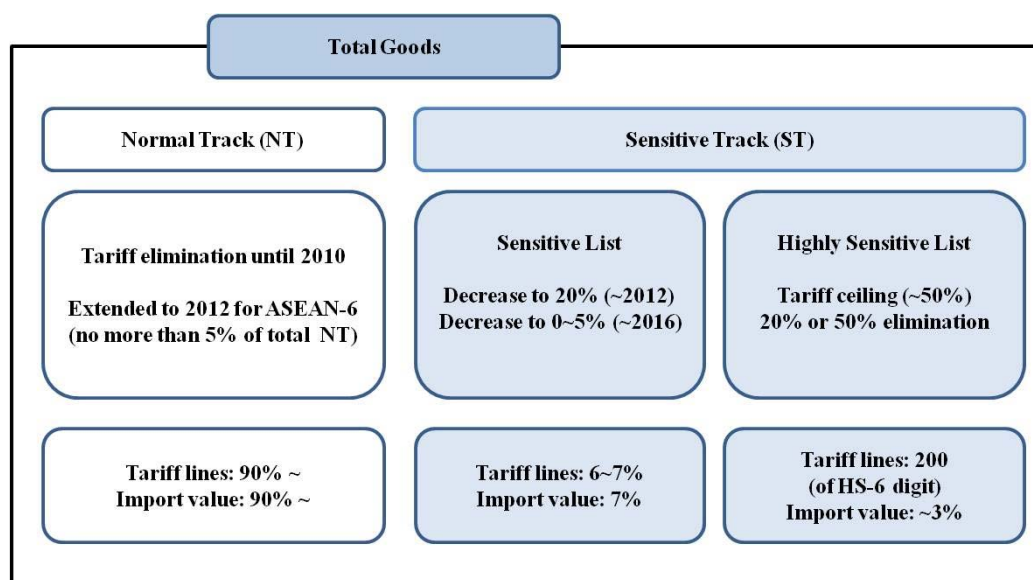 Total Goods
Normal Track (NT)
Sensitive Track (ST)
Tariff elimination until 2010
Extended to 2012 for ASEAN-6
(no more than 5% of total NT)
Sensitive List
Decrease to 20% (~2012)
Decrease to 0~5% (~2016)
Highly Sensitive List
Tariff ceiling (~50%)
20% or 50% elimination
Tariff lines: 90% ~
Import value: 90% ~
Tariff lines: 6~7%
Import value: 7%
Tariff lines: 200
(of HS-6 digit)
Import value: ~3%